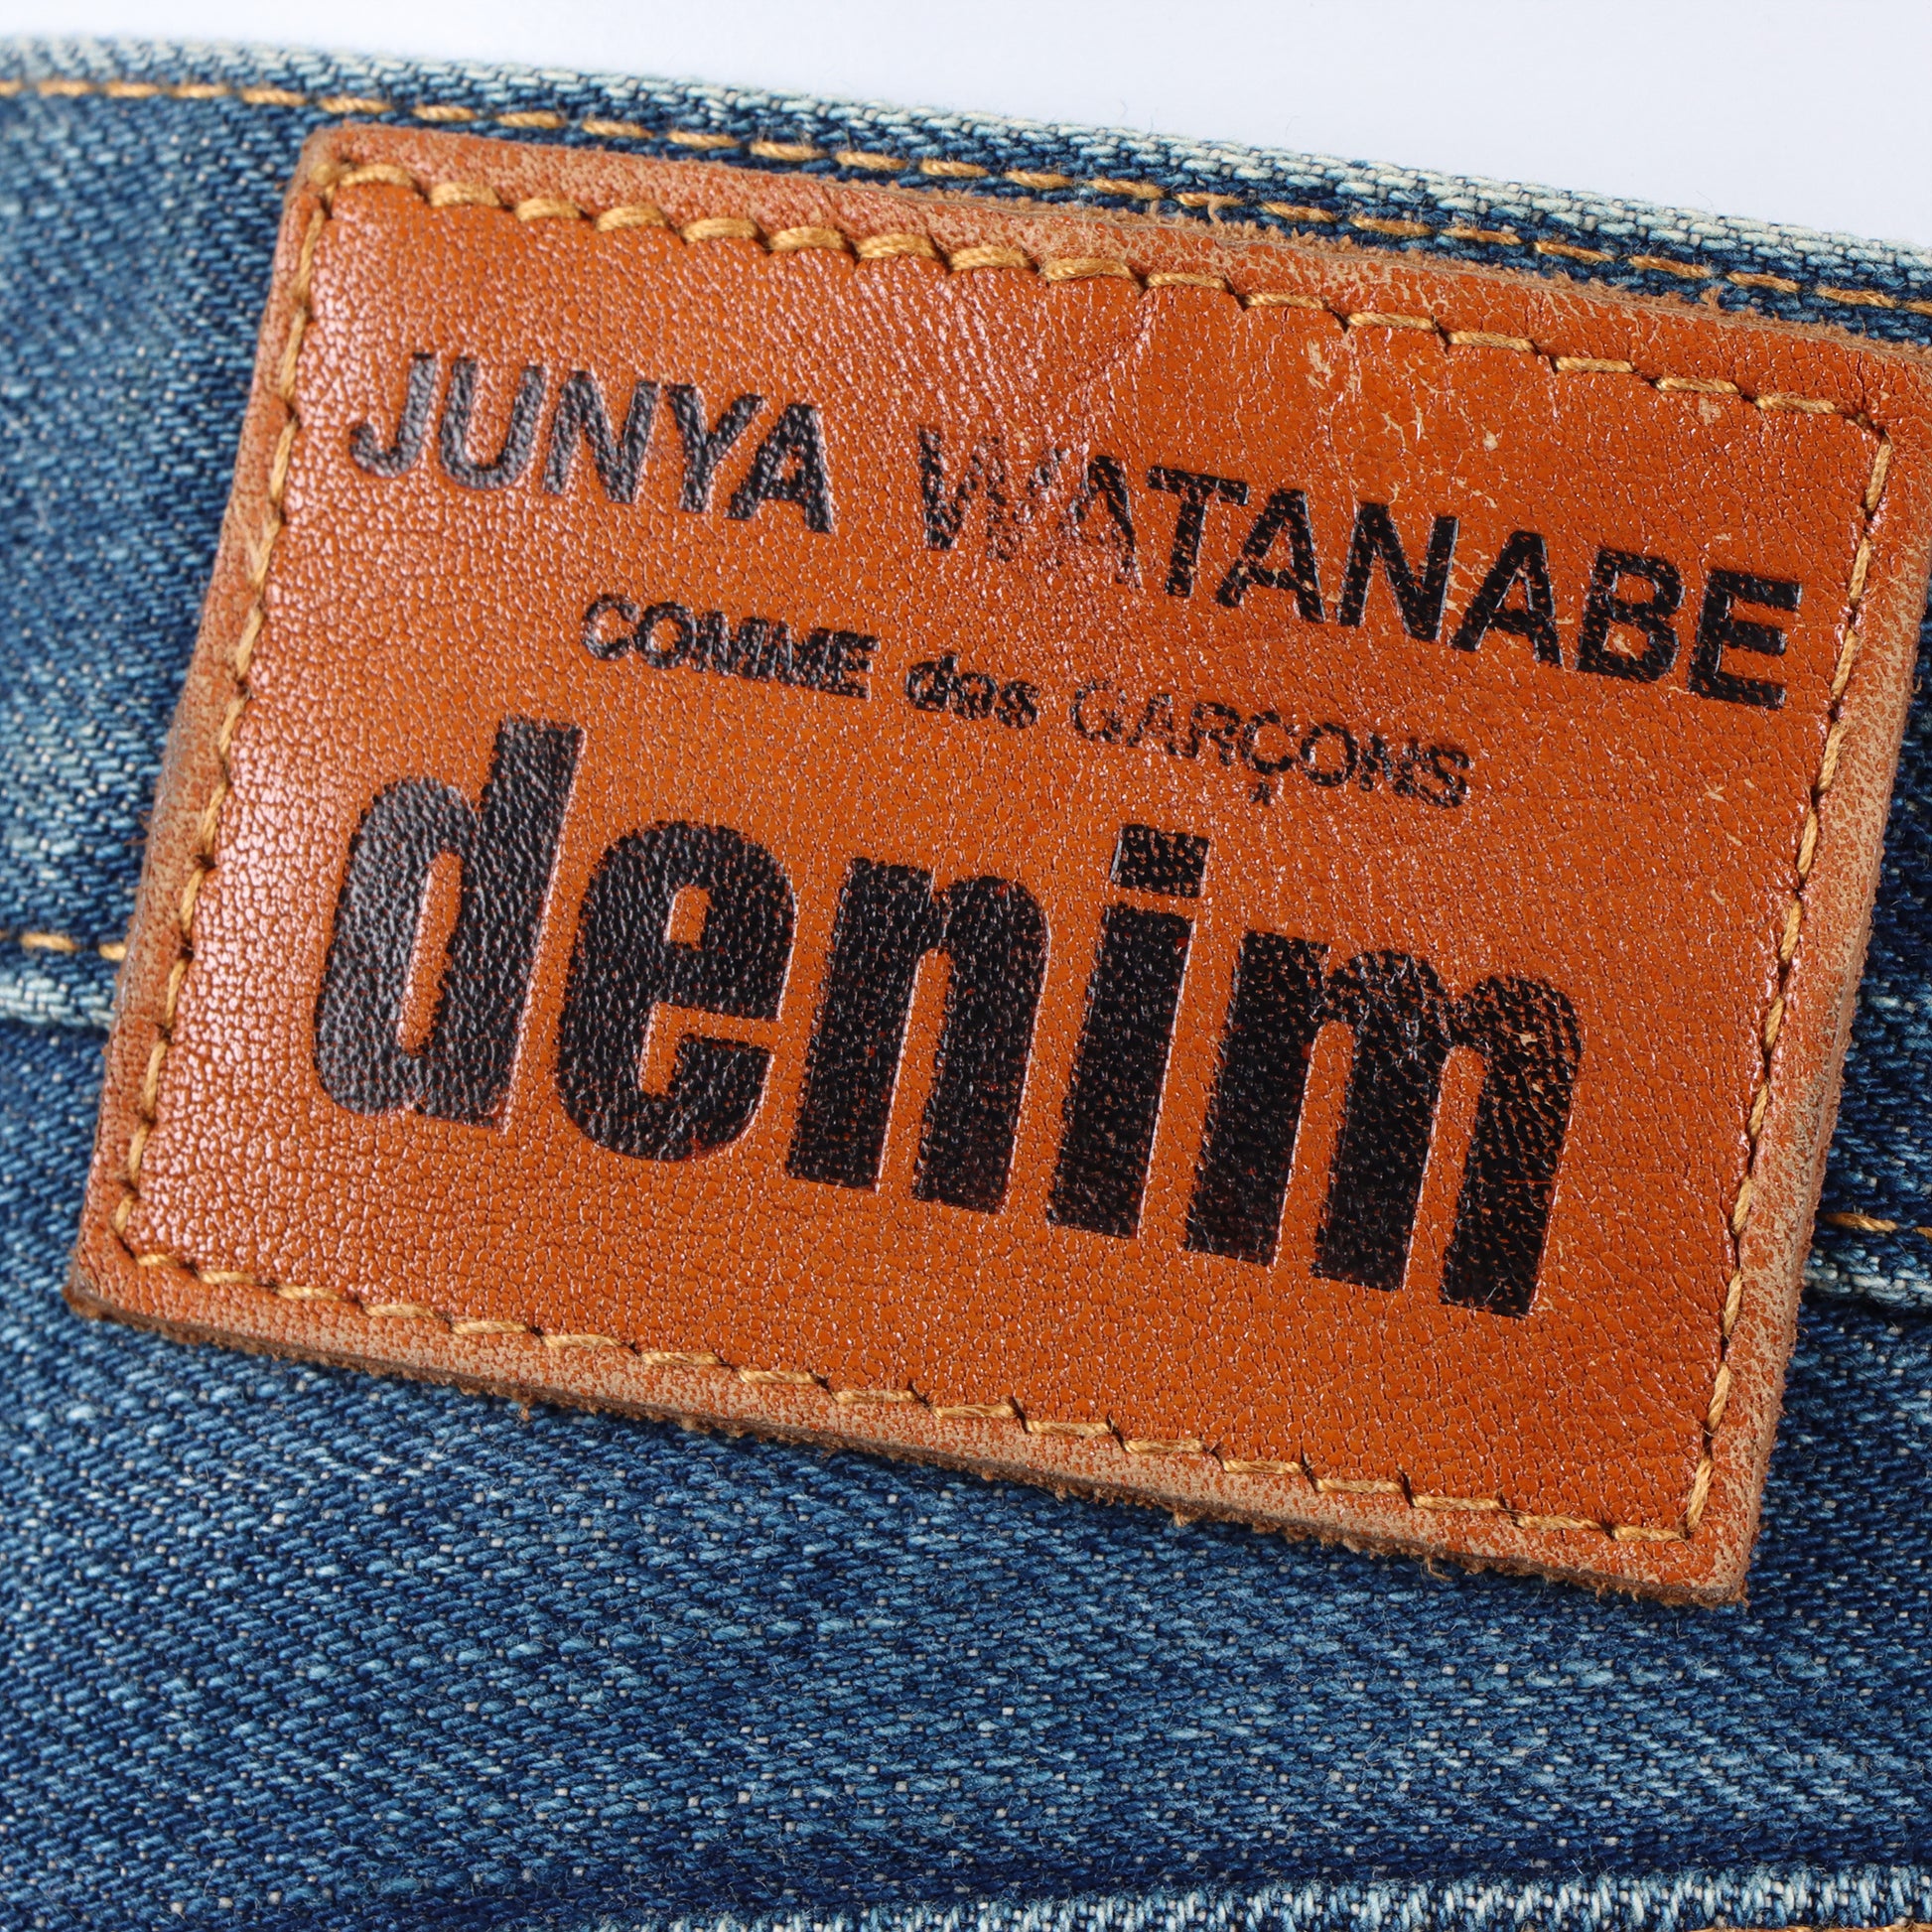 JUNYA WATANABE
COMME des GARÇONS
denim